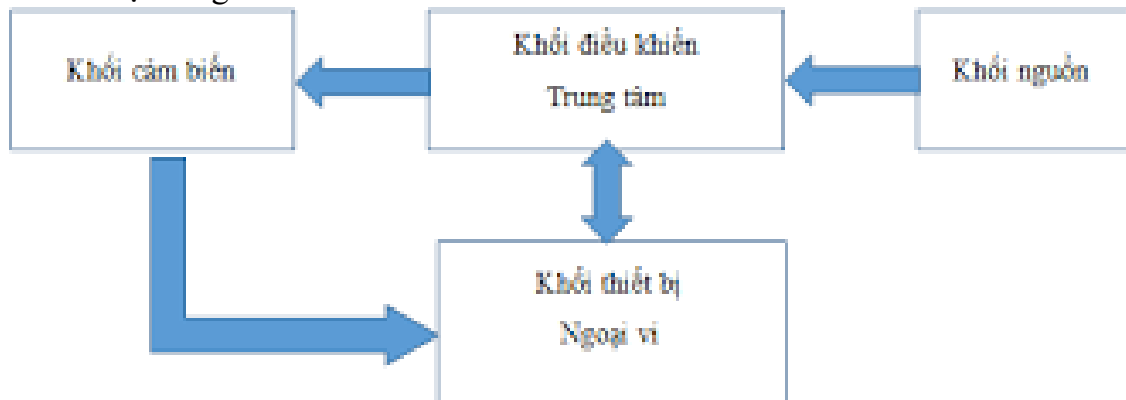 Khối cảm biến
Khối điều khiển
Trung tâm
Khối nguồn
Khối thiết bị
Ngoại vi